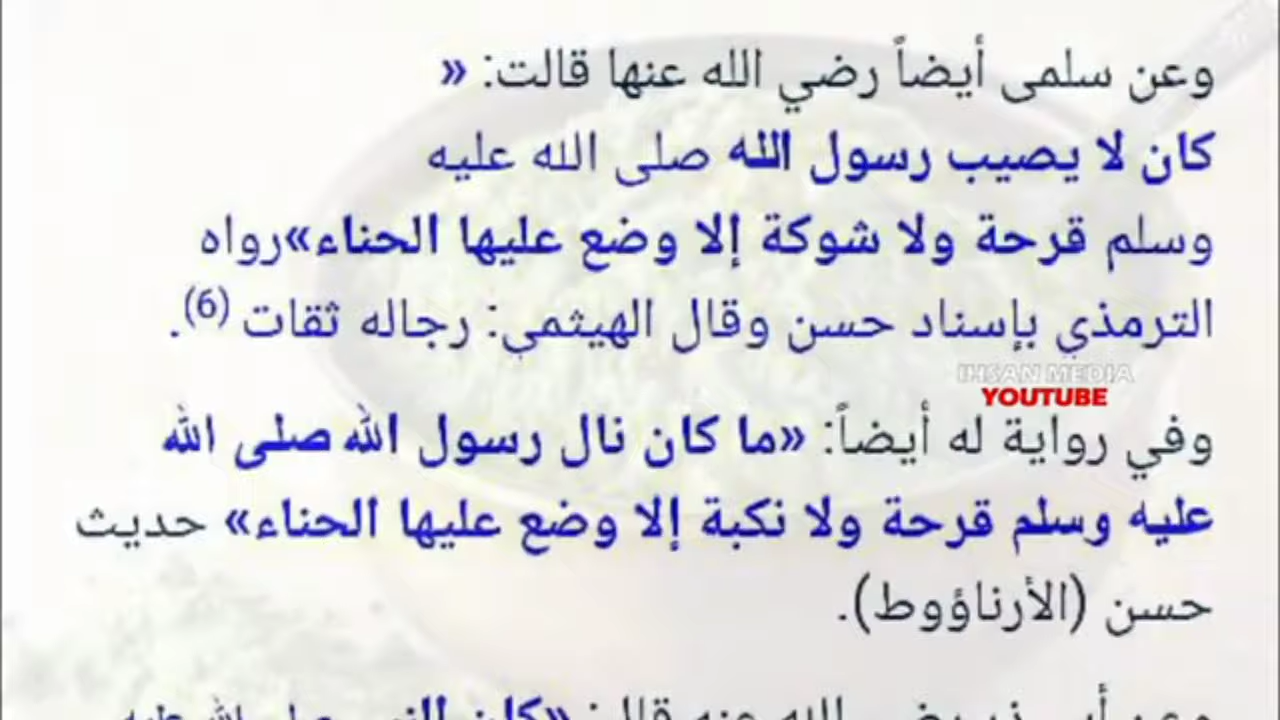 وعن سلمى أيضاً رضي الله عنها قالت: «
كان لا يصيب رسول الله صلى الله عليه
وسلم قرحة ولا شوكة إلا وضع عليها الحناء»رواه
الترمذي بإسناد حسن وقال الهيثمي: رجاله ثقات (6).
IHSAN MEDIA
YOUTUBE
وفي رواية له أيضاً: «ما كان نال رسول الله صلى الله
عليه وسلم قرحة ولا نكبة إلا وضع عليها الحناء» حديث
حسن (الأرناؤوط).